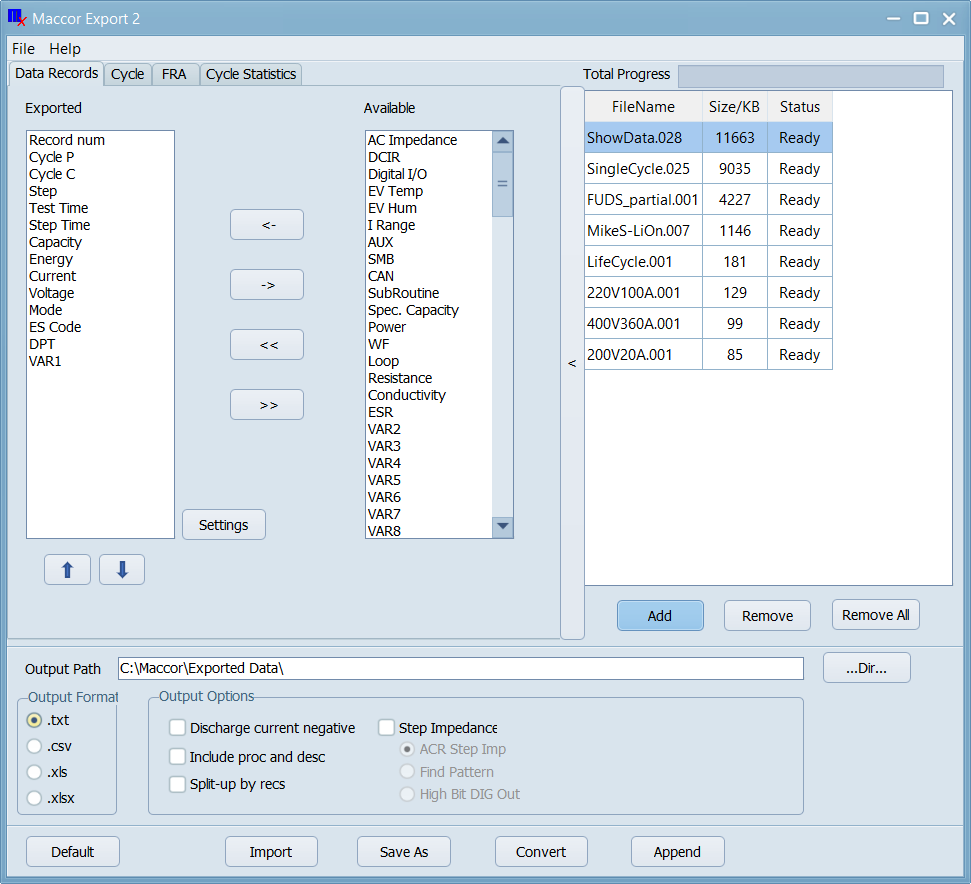 Maccor Export 2
File Help
Data Records Cycle FRA Cycle Statistics
Exported
Record num
Cycle P
Cycle C
Step
Test Time
Step Time
Capacity
Energy
Current
Voltage
Mode
ES Code
DPT
VAR1
<-
->
<<
>>
Settings
Available
AC Impedance
DCIR
Digital I/O
EV Temp
EV Hum
I Range
AUX
SMB
CAN
SubRoutine
Spec. Capacity
Power
WF
Loop
Resistance
Conductivity
ESR
VAR2
VAR3
VAR4
VAR5
VAR6
VAR7
VAR8
<
Total Progress
FileName Size/KB Status
ShowData.028 11663 Ready
SingleCycle.025 9035 Ready
FUDS_partial.001 4227 Ready
MikeS-LiOn.007 1146 Ready
LifeCycle.001 181 Ready
220V100A.001 129 Ready
400V360A.001 99 Ready
200V20A.001 85 Ready
Add Remove Remove All
Output Path C:\Maccor\Exported Data\ ...Dir...
Output Format
.txt
.csv
.xls
.xlsx
Output Options
Discharge current negative
Include proc and desc
Split-up by recs
Step Impedance
ACR Step Imp
Find Pattern
High Bit DIG Out
Default Import Save As Convert Append